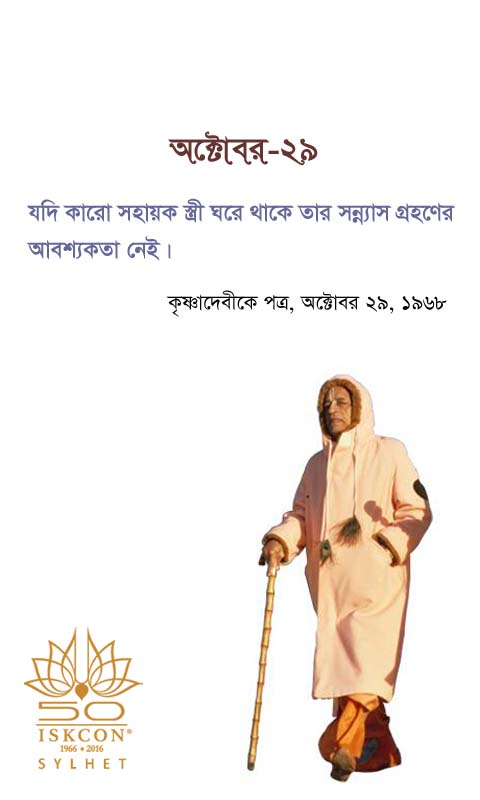 অক্টোবর-২৯
যদি কারো সহায়ক স্ত্রী ঘরে থাকে তার সন্ন্যাস গ্রহণের
আবশ্যকতা নেই।
কৃষ্ণাদেবীকে পত্র, অক্টোবর ২৯, ১৯৬৮
50
ISKCON®
1966 • 2016
SYLHET